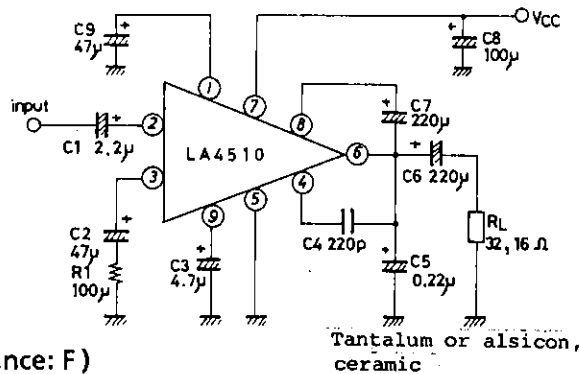 C9
47µ
+
1
7
VCC
+
C8
100µ
input
+
2
C1 2.2µ
8
+
C7
220µ
LA4510
6
+
C6 220µ
3
4
9
5
+
C2
47µ
R1
100µ
+
C3
4.7µ
C4 220p
+
C5
0.22µ
RL
32, 16 Ω
Tantalum or alsicon,
ceramic
nce: F)